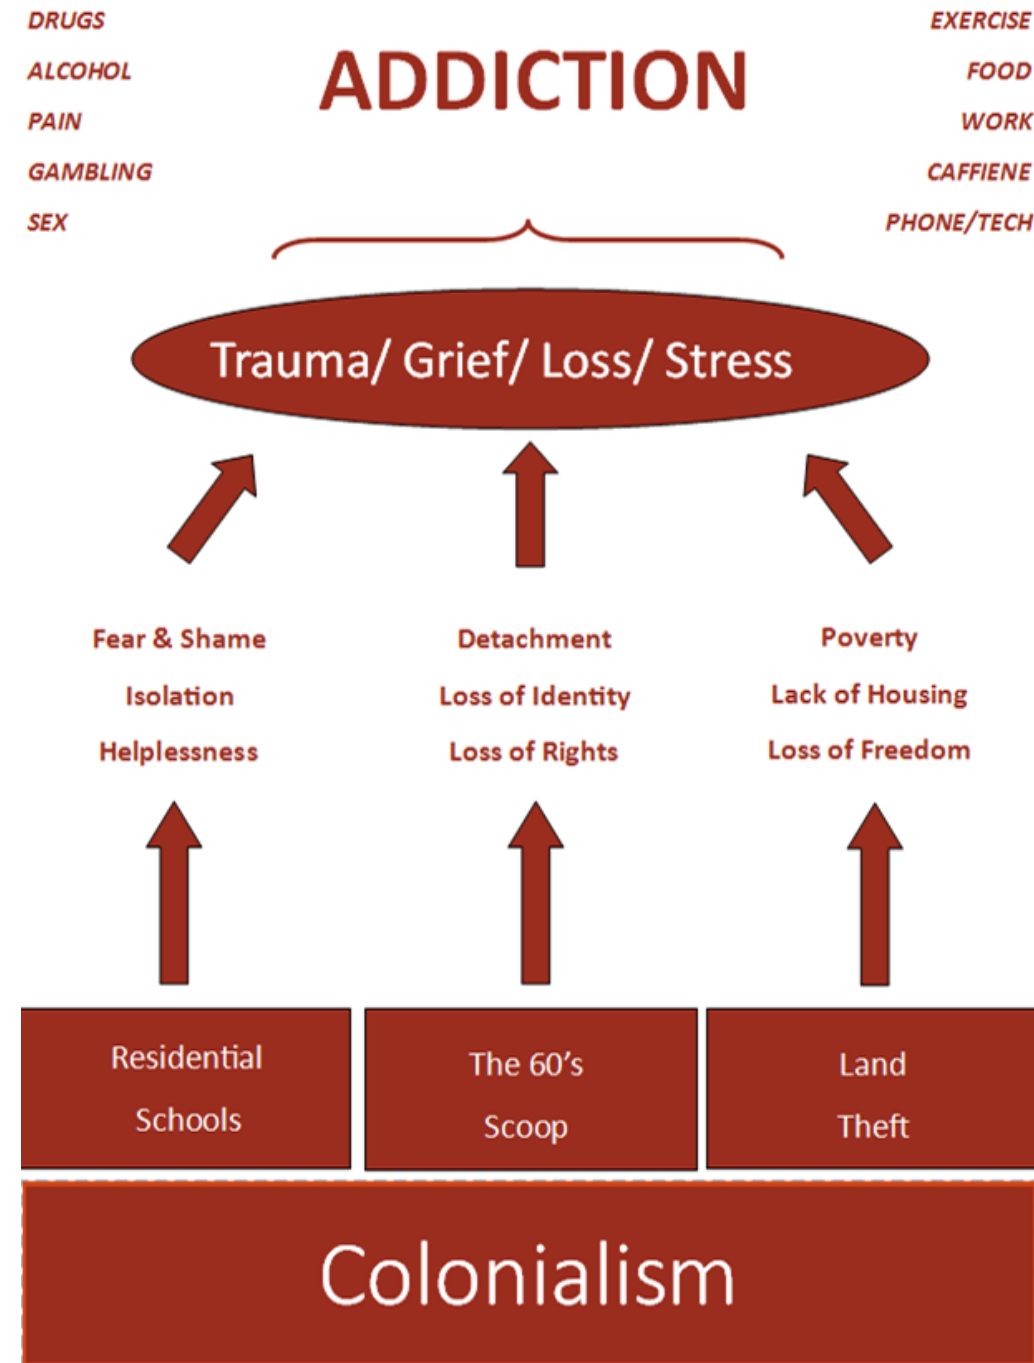 DRUGS
ALCOHOL
PAIN
GAMBLING
SEX
ADDICTION
EXERCISE
FOOD
WORK
CAFFIENE
PHONE/TECH
Trauma/ Grief/ Loss/ Stress
Fear & Shame
Isolation
Helplessness
Detachment
Loss of Identity
Loss of Rights
Poverty
Lack of Housing
Loss of Freedom
Residential
Schools
The 60's
Scoop
Land
Theft
Colonialism